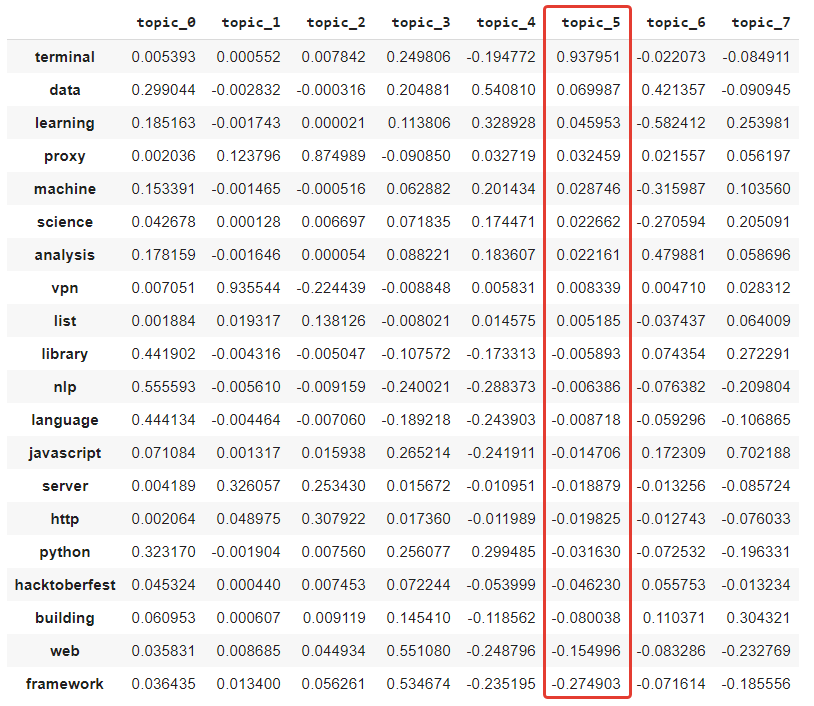 topic_0 topic_1 topic_2 topic_3 topic_4 topic_5 topic_6 topic_7
terminal 0.005393 0.000552 0.007842 0.249806 -0.194772 0.937951 -0.022073 -0.084911
data 0.299044 -0.002832 -0.000316 0.204881 0.540810 0.069987 0.421357 -0.090945
learning 0.185163 -0.001743 0.000021 0.113806 0.328928 0.045953 -0.582412 0.253981
proxy 0.002036 0.123796 0.874989 -0.090850 0.032719 0.032459 0.021557 0.056197
machine 0.153391 -0.001465 -0.000516 0.062882 0.201434 0.028746 -0.315987 0.103560
science 0.042678 0.000128 0.006697 0.071835 0.174471 0.022662 -0.270594 0.205091
analysis 0.178159 -0.001646 0.000054 0.088221 0.183607 0.022161 0.479881 0.058696
vpn 0.007051 0.935544 -0.224439 -0.008848 0.005831 0.008339 0.004710 0.028312
list 0.001884 0.019317 0.138126 -0.008021 0.014575 0.005185 -0.037437 0.064009
library 0.441902 -0.004316 -0.005047 -0.107572 -0.173313 -0.005893 0.074354 0.272291
nlp 0.555593 -0.005610 -0.009159 -0.240021 -0.288373 -0.006386 -0.076382 -0.209804
language 0.444134 -0.004464 -0.007060 -0.189218 -0.243903 -0.008718 -0.059296 -0.106865
javascript 0.071084 0.001317 0.015938 0.265214 -0.241911 -0.014706 0.172309 0.702188
server 0.004189 0.326057 0.253430 0.015672 -0.010951 -0.018879 -0.013256 -0.085724
http 0.002064 0.048975 0.307922 0.017360 -0.011989 -0.019825 -0.012743 -0.076033
python 0.323170 -0.001904 0.007560 0.256077 0.299485 -0.031630 -0.072532 -0.196331
hacktoberfest 0.045324 0.000440 0.007453 0.072244 -0.053999 -0.046230 0.055753 -0.013234
building 0.060953 0.000607 0.009119 0.145410 -0.118562 -0.080038 0.110371 0.304321
web 0.035831 0.008685 0.044934 0.551080 -0.248796 -0.154996 -0.083286 -0.232769
framework 0.036435 0.013400 0.056261 0.534674 -0.235195 -0.274903 -0.071614 -0.185556